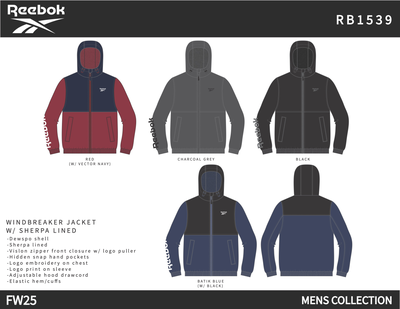 Reebok
RB1539
Reebok
RED
(W/ VECTOR NAVY)
CHARCOAL GREY
Reebok
BLACK
WINDBREAKER JACKET
W/ SHERPA LINED
-Dewspo shell
-Sherpa lined
-Vislon zipper front closure w/ logo puller
-Hidden snap hand pockets
-Logo embroidery on chest
-Logo print on sleeve
-Adjustable hood drawcord
-Elastic hem/cuffs
Reebok
BATIK BLUE
(W/ BLACK)
FW25
MENS COLLECTION